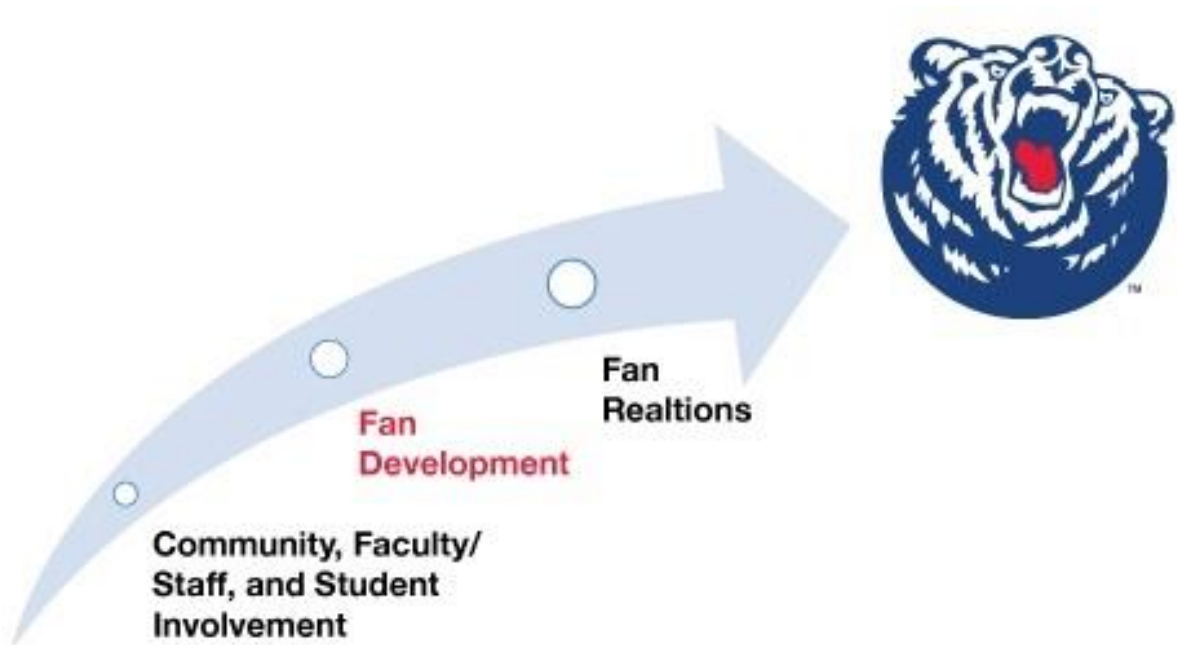 Fan
Realtions
Fan
Development
Community, Faculty/
Staff, and Student
Involvement
TM